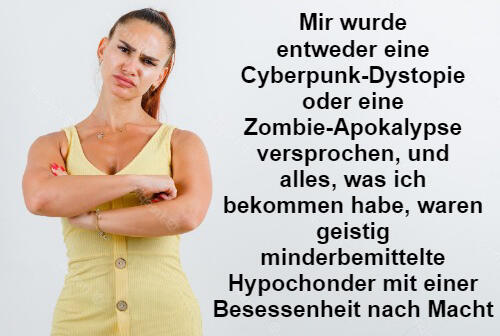 Mir wurde
entweder eine
Cyberpunk-Dystopie
oder eine
Zombie-Apokalypse
versprochen, und
alles, was ich
bekommen habe, waren
geistig
minderbemittelte
Hypochonder mit einer
Besessenheit nach Macht